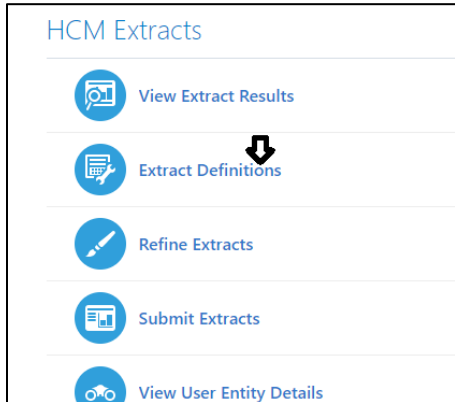 HCM Extracts
View Extract Results
Extract Definitions
Refine Extracts
Submit Extracts
View User Entity Details